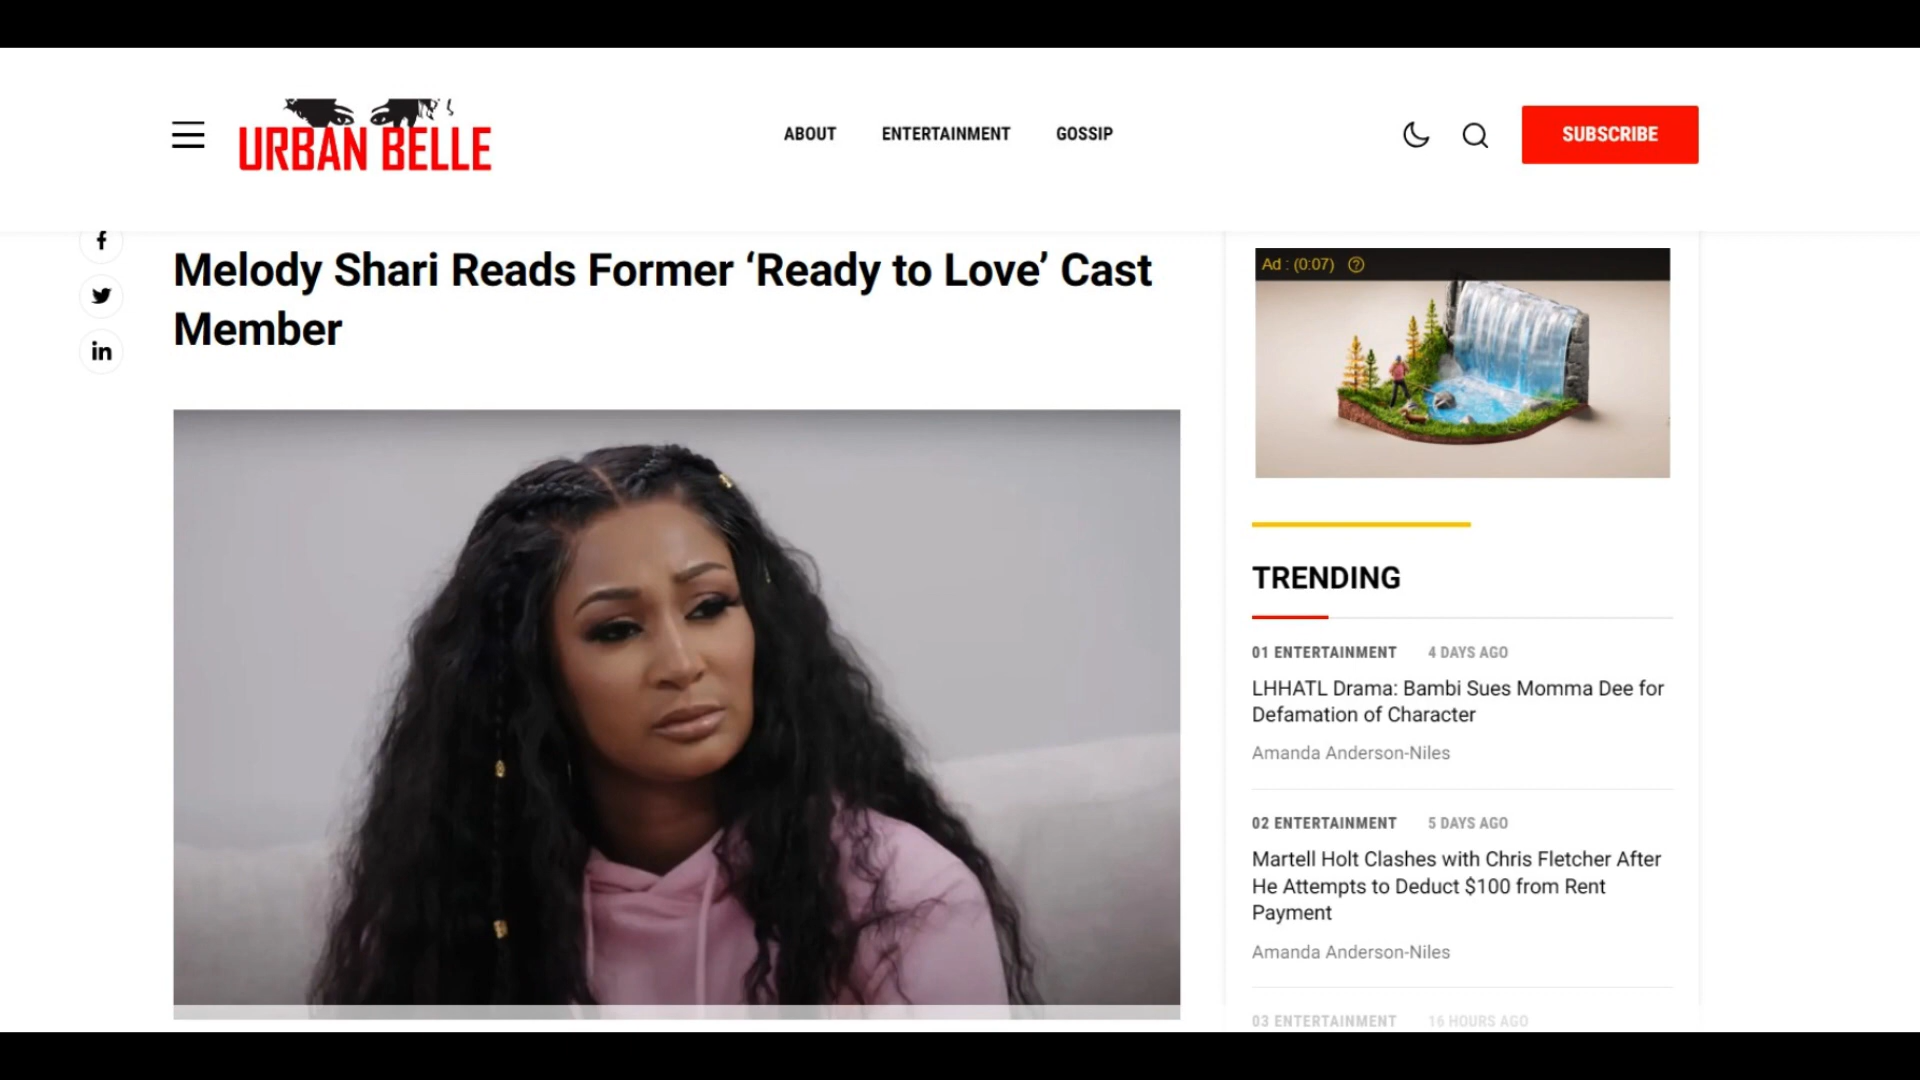 URBAN BELLE
ABOUT
ENTERTAINMENT
GOSSIP
SUBSCRIBE
Melody Shari Reads Former ‘Ready to Love’ Cast
Member
Ad : (0:07)
TRENDING
01 ENTERTAINMENT 4 DAYS AGO
LHHATL Drama: Bambi Sues Momma Dee for
Defamation of Character
Amanda Anderson-Niles
02 ENTERTAINMENT 5 DAYS AGO
Martell Holt Clashes with Chris Fletcher After
He Attempts to Deduct $100 from Rent
Payment
Amanda Anderson-Niles
03 ENTERTAINMENT 16 HOURS AGO